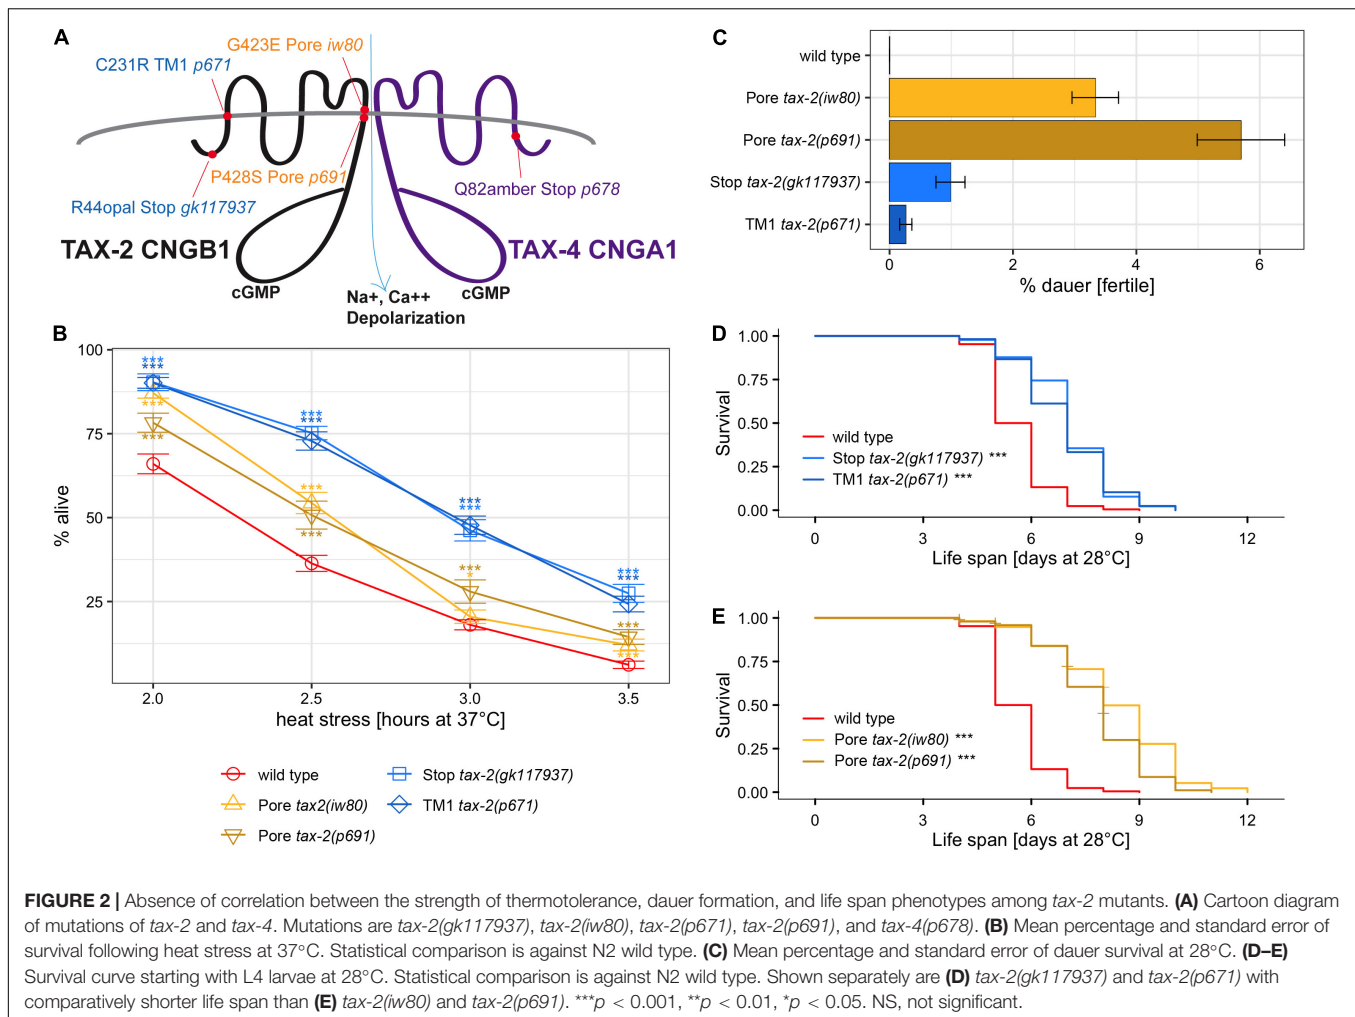 A
G423E Pore iw80
C231R TM1 p671
P428S Pore p691
Q82amber Stop p678
R44opal Stop gk117937
TAX-2 CNGB1
TAX-4 CNGA1
cGMP
cGMP
Na+, Ca++
Depolarization
C
wild type
Pore tax-2(iw80)
Pore tax-2(p691)
Stop tax-2(gk117937)
TM1 tax-2(p671)
0 2 4 6
% dauer [fertile]
B
% alive
100
75
50
25
***
***
***
***
***
***
***
***
***
***
***
*
***
***
***
***
2.0 2.5 3.0 3.5
heat stress [hours at 37°C]
wild type
Pore tax2(iw80)
Pore tax-2(p691)
Stop tax-2(gk117937)
TM1 tax-2(p671)
D
Survival
1.00
0.75
0.50
0.25
0.00
wild type
Stop tax-2(gk117937) ***
TM1 tax-2(p671) ***
0 3 6 9 12
Life span [days at 28°C]
E
Survival
1.00
0.75
0.50
0.25
0.00
wild type
Pore tax-2(iw80) ***
Pore tax-2(p691) ***
0 3 6 9 12
Life span [days at 28°C]
FIGURE 2 | Absence of correlation between the strength of thermotolerance, dauer formation, and life span phenotypes among tax-2 mutants. (A) Cartoon diagram
of mutations of tax-2 and tax-4. Mutations are tax-2(gk117937), tax-2(iw80), tax-2(p671), tax-2(p691), and tax-4(p678). (B) Mean percentage and standard error of
survival following heat stress at 37°C. Statistical comparison is against N2 wild type. (C) Mean percentage and standard error of dauer survival at 28°C. (D–E)
Survival curve starting with L4 larvae at 28°C. Statistical comparison is against N2 wild type. Shown separately are (D) tax-2(gk117937) and tax-2(p671) with
comparatively shorter life span than (E) tax-2(iw80) and tax-2(p691). ***p < 0.001, **p < 0.01, *p < 0.05. NS, not significant.